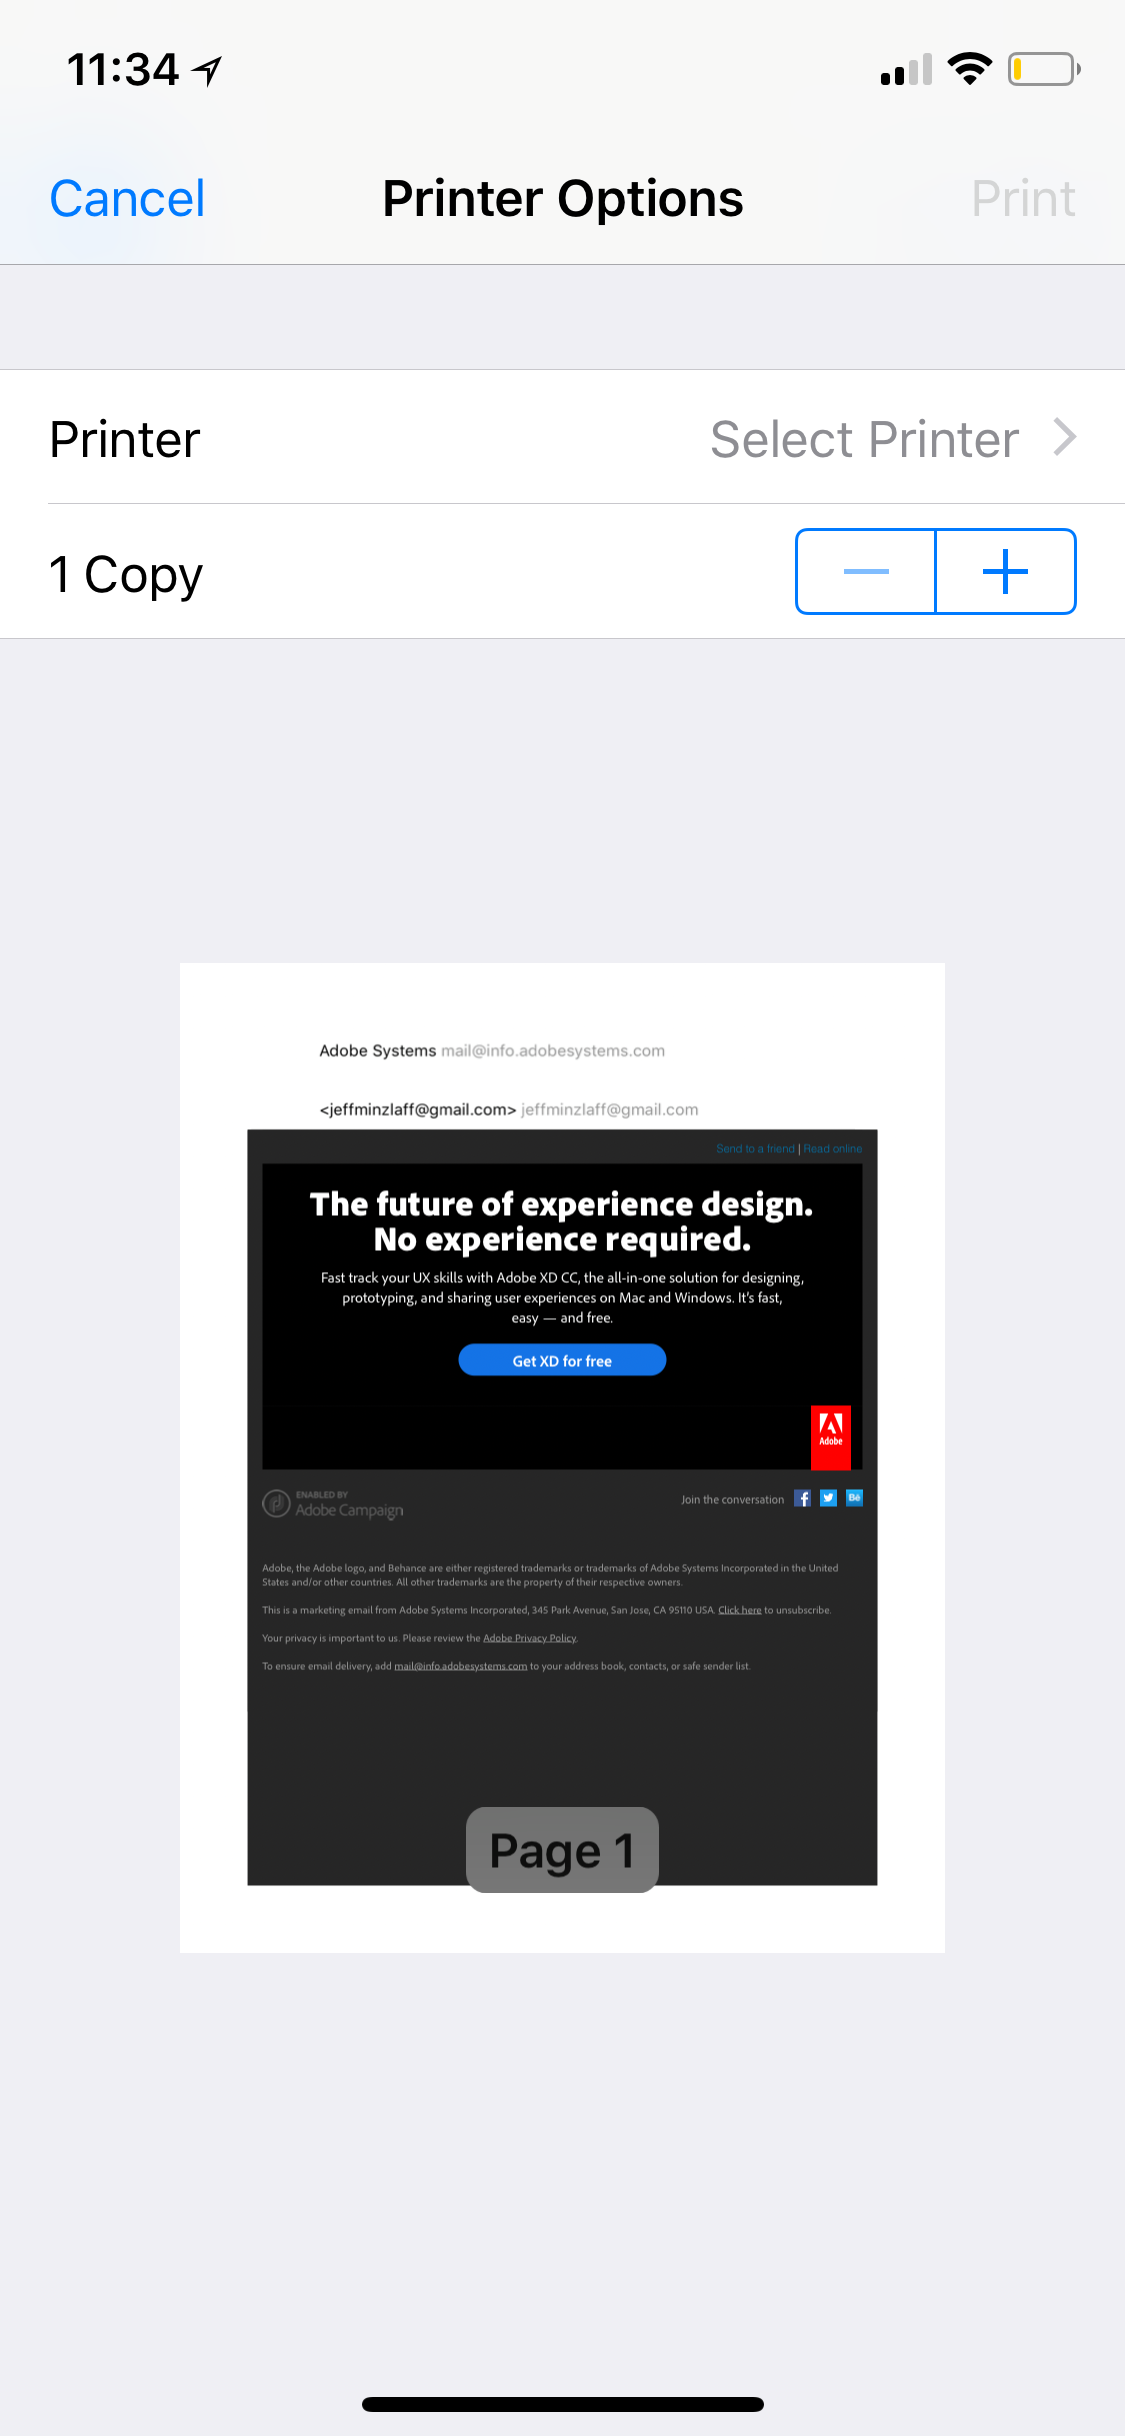 11:34
Cancel Printer Options Print
Printer Select Printer
1 Copy
Adobe Systems mail@info.adobesystems.com
<jeffminzlaff@gmail.com> jeffminzlaff@gmail.com
Send to a friend | Read online
The future of experience design.
No experience required.
Fast track your UX skills with Adobe XD CC, the all-in-one solution for designing,
prototyping, and sharing user experiences on Mac and Windows. It's fast,
easy — and free.
Get XD for free
Adobe
ENABLED BY
Adobe Campaign
Join the conversation
Bē
Adobe, the Adobe logo, and Behance are either registered trademarks or trademarks of Adobe Systems Incorporated in the United
States and/or other countries. All other trademarks are the property of their respective owners.
This is a marketing email from Adobe Systems Incorporated, 345 Park Avenue, San Jose, CA 95110 USA. Click here to unsubscribe.
Your privacy is important to us. Please review the Adobe Privacy Policy.
To ensure email delivery, add mail@info.adobesystems.com to your address book, contacts, or safe sender list.
Page 1